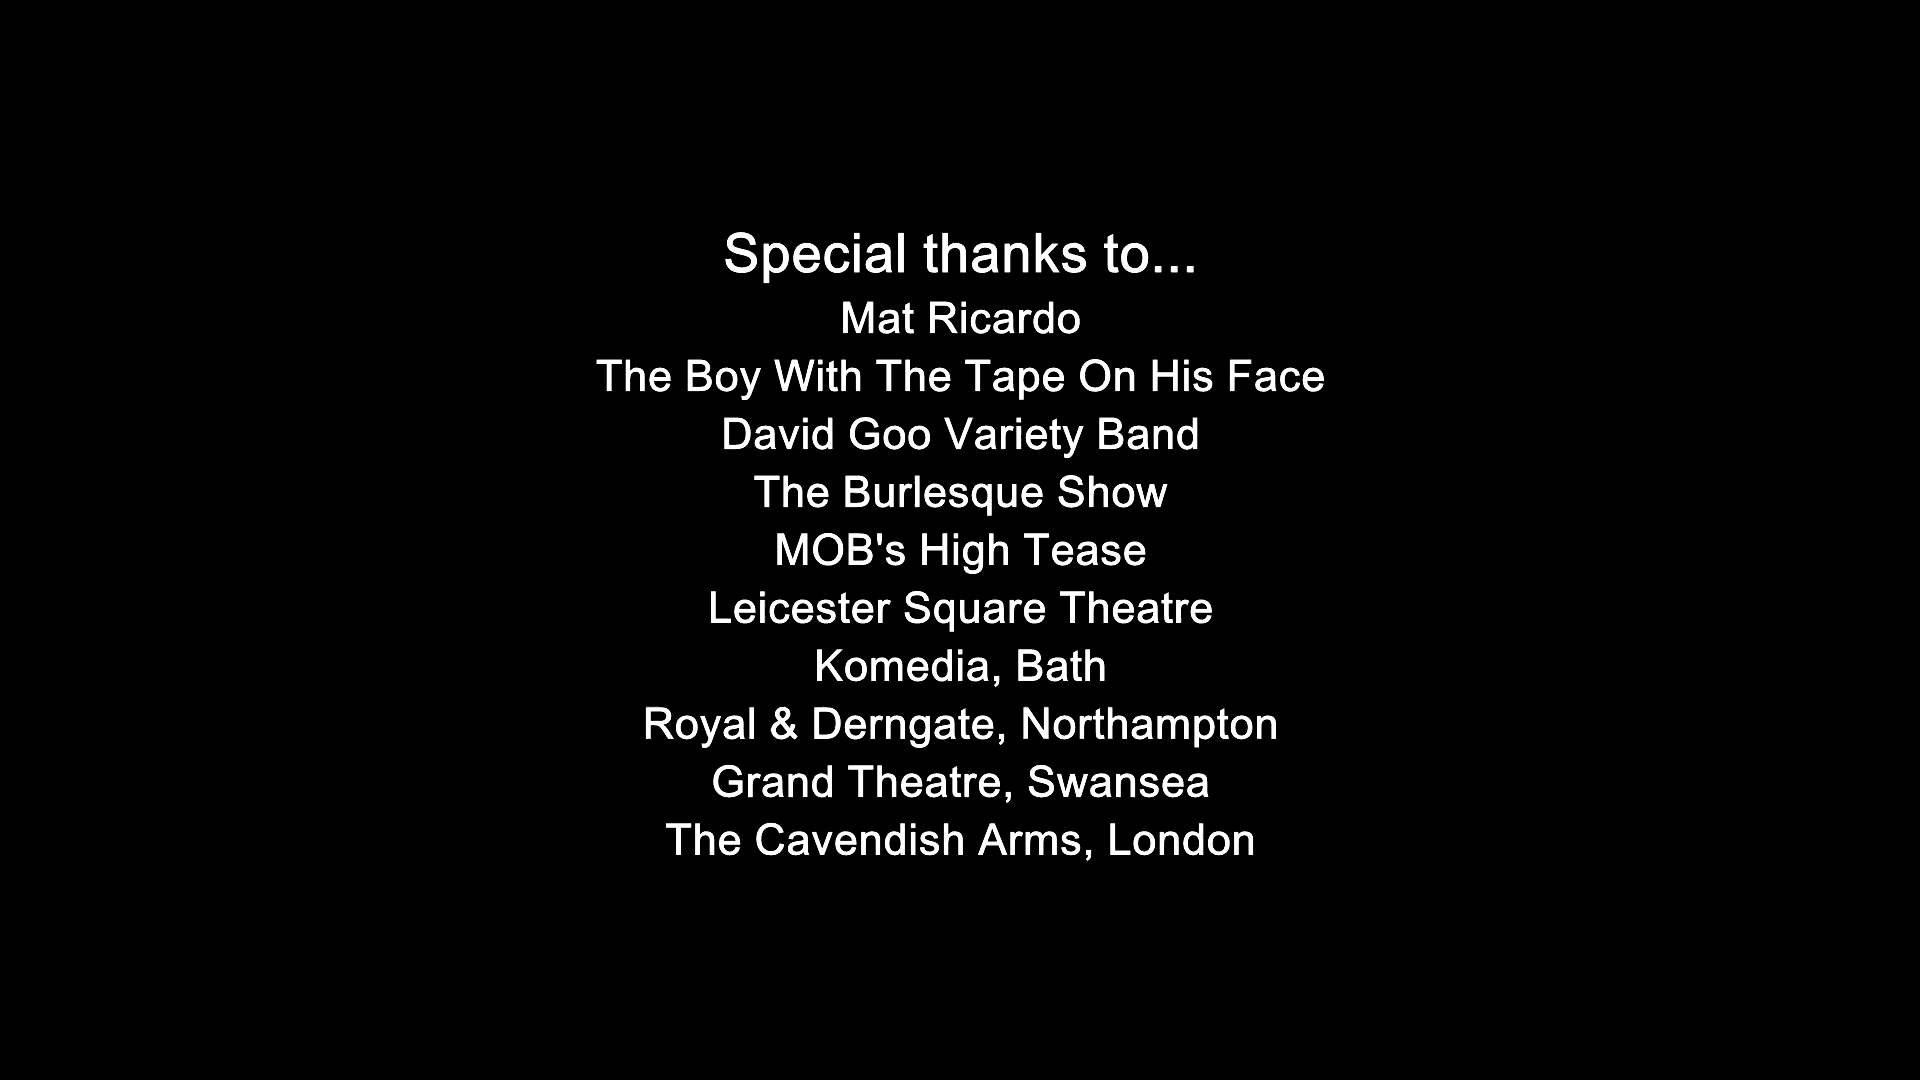 Special thanks to...
Mat Ricardo
The Boy With The Tape On His Face
David Goo Variety Band
The Burlesque Show
MOB's High Tease
Leicester Square Theatre
Komedia, Bath
Royal & Derngate, Northampton
Grand Theatre, Swansea
The Cavendish Arms, London